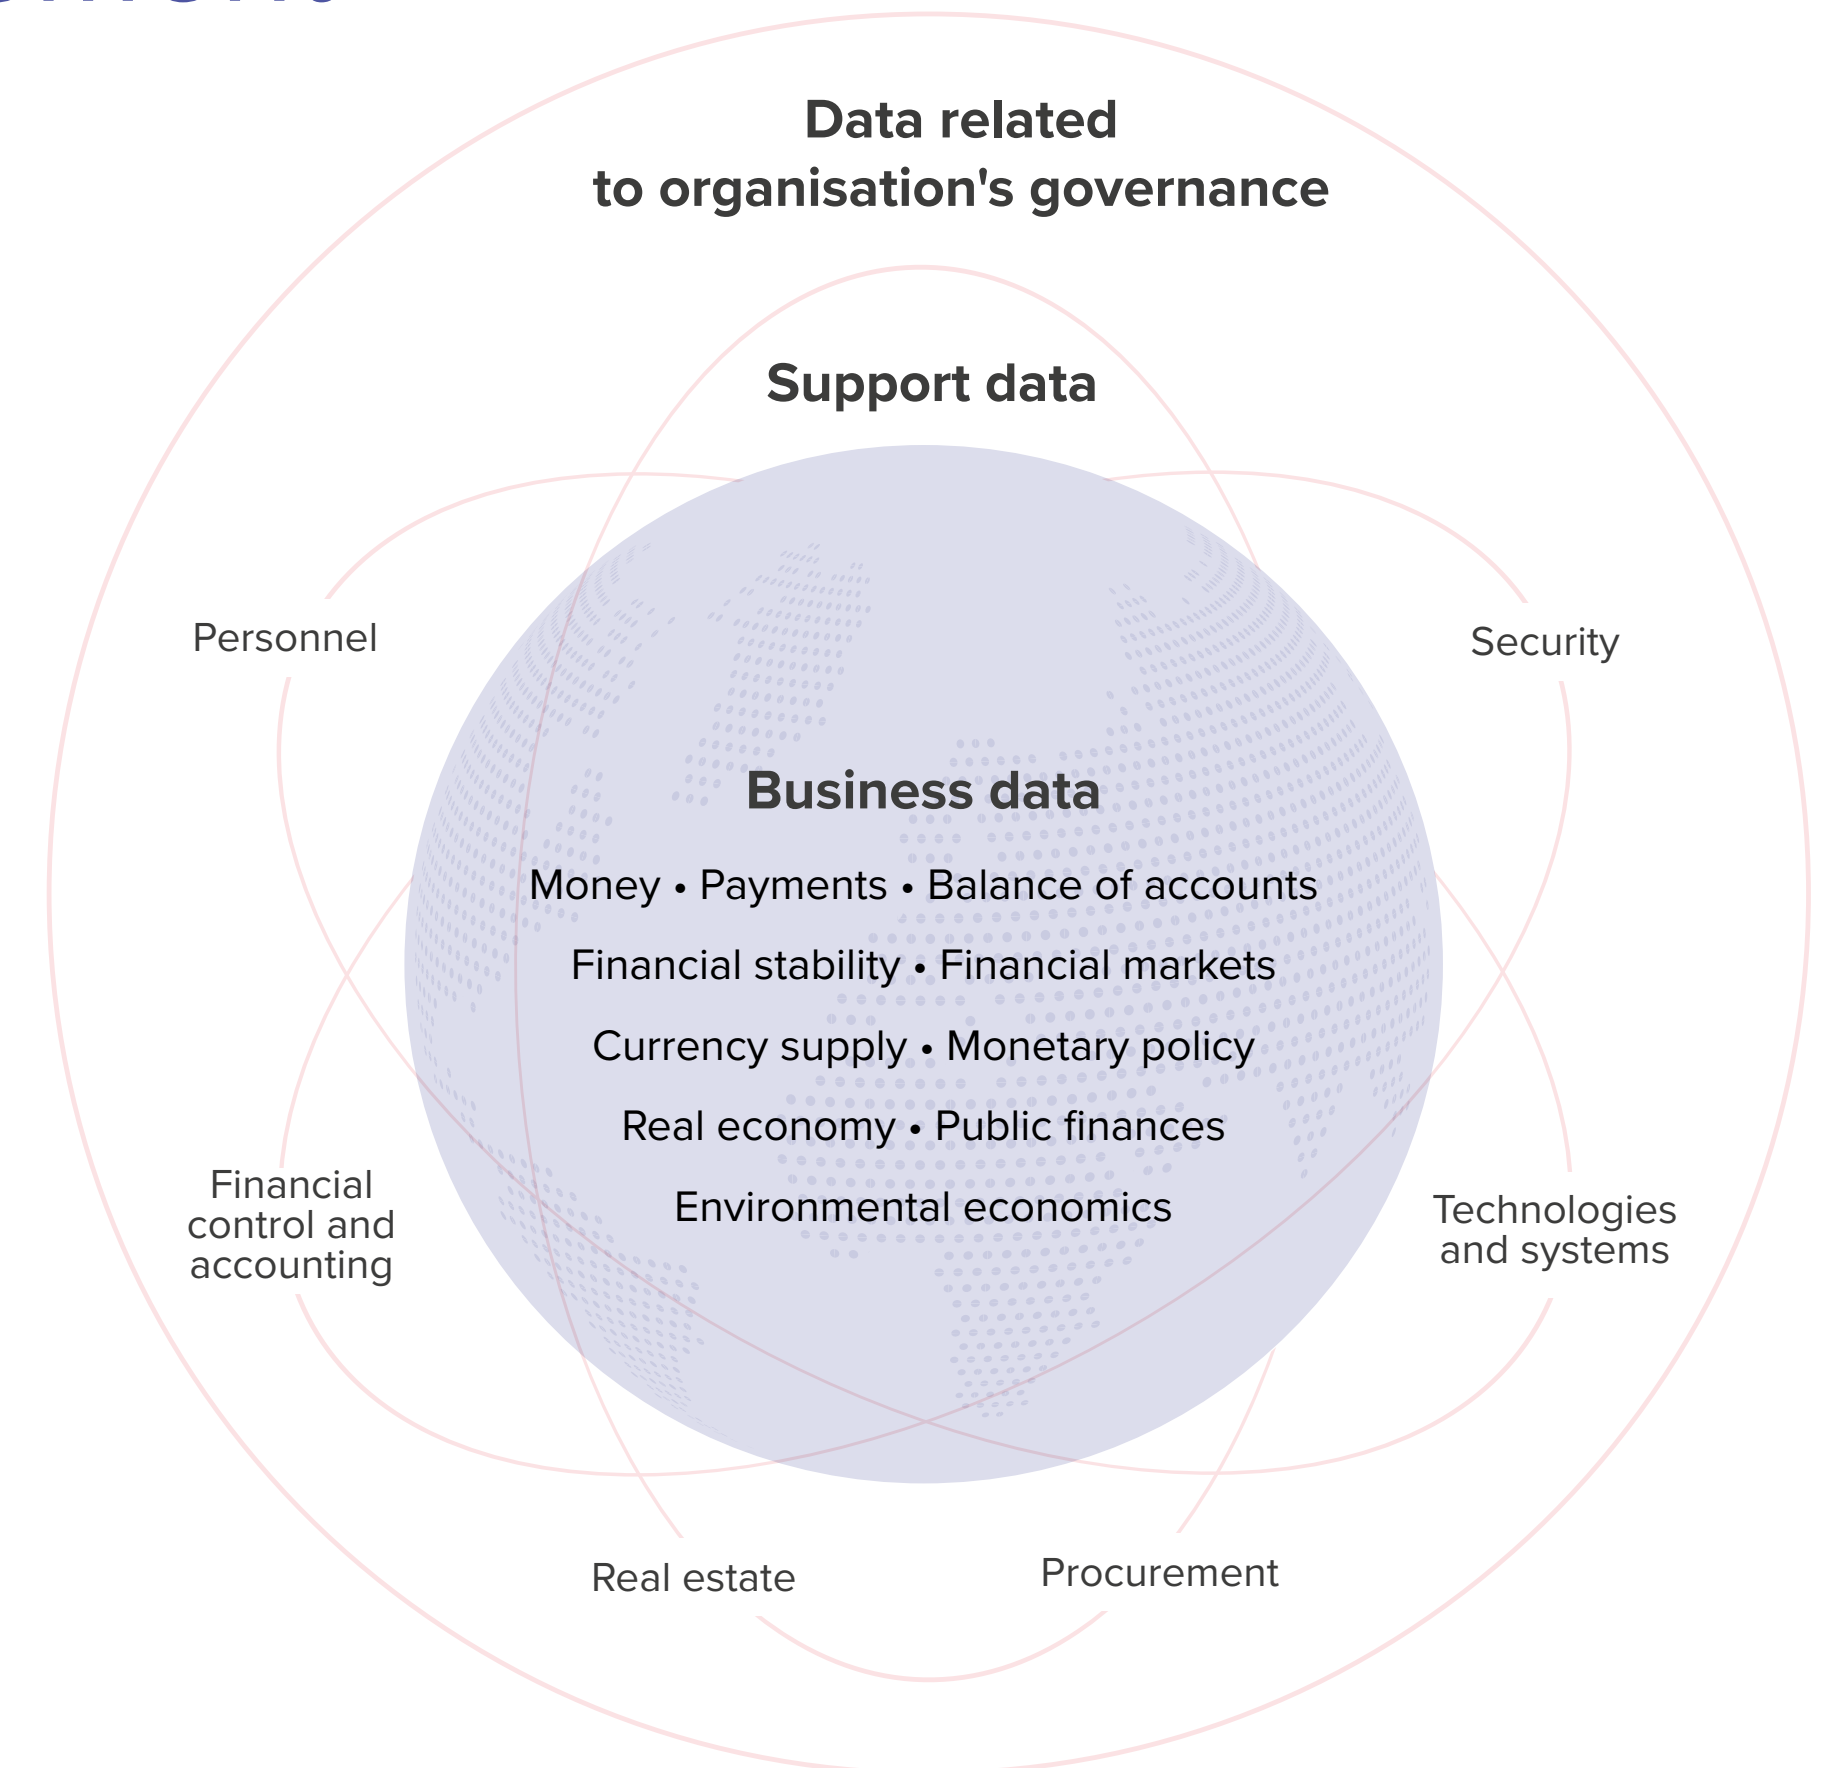 Data related
to organisation's governance
Support data
Personnel
Security
Business data
Money • Payments • Balance of accounts
Financial stability • Financial markets
Currency supply • Monetary policy
Real economy • Public finances
Environmental economics
Financial
control and
accounting
Technologies
and systems
Real estate
Procurement